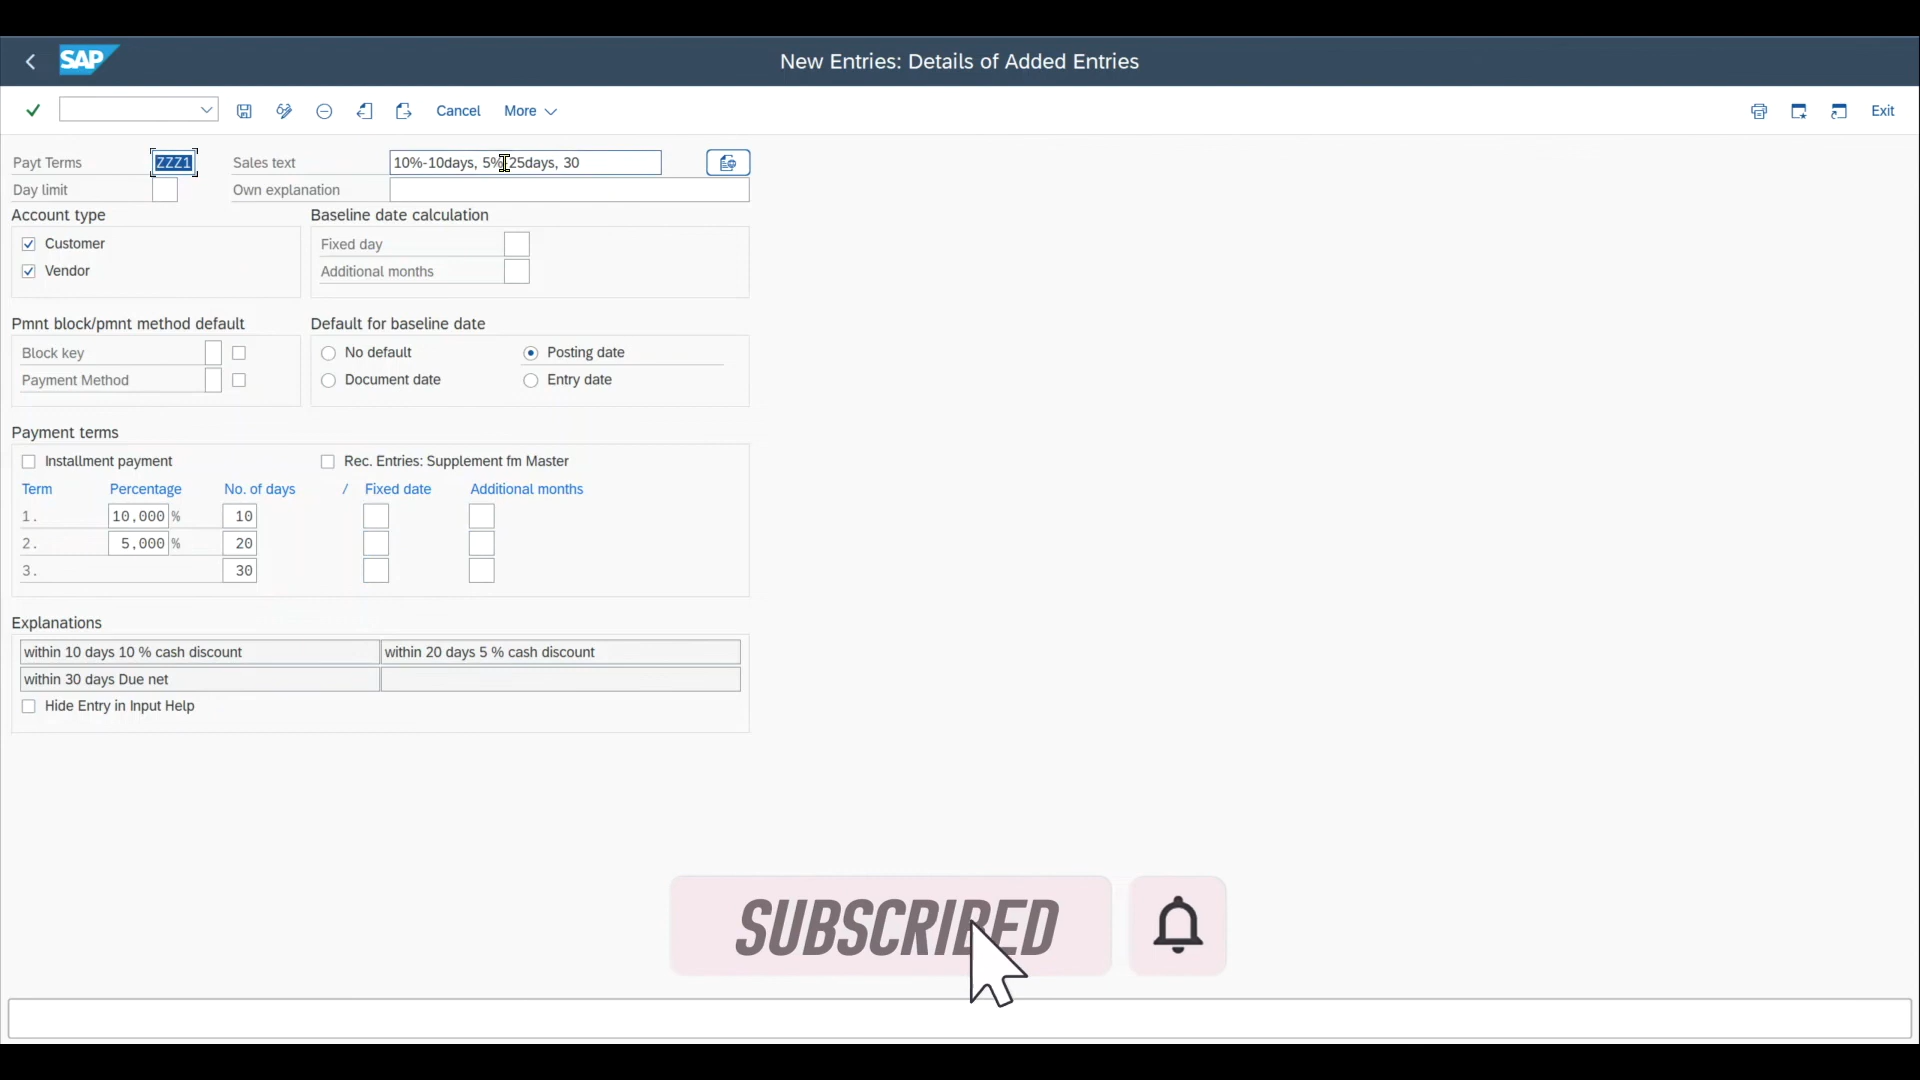 SAP New Entries: Details of Added Entries
Cancel More Exit
Payt Terms ZZZ1 Sales text 10%-10days, 5%-25days, 30
Day limit Own explanation
Account type Baseline date calculation
Customer Fixed day
Vendor Additional months
Pmnt block/pmnt method default Default for baseline date
Block key No default Posting date
Payment Method Document date Entry date
Payment terms
Installment payment Rec. Entries: Supplement fm Master
Term Percentage No. of days / Fixed date Additional months
1. 10,000 % 10
2. 5,000 % 20
3. 30
Explanations
within 10 days 10 % cash discount within 20 days 5 % cash discount
within 30 days Due net
Hide Entry in Input Help
SUBSCRIBED